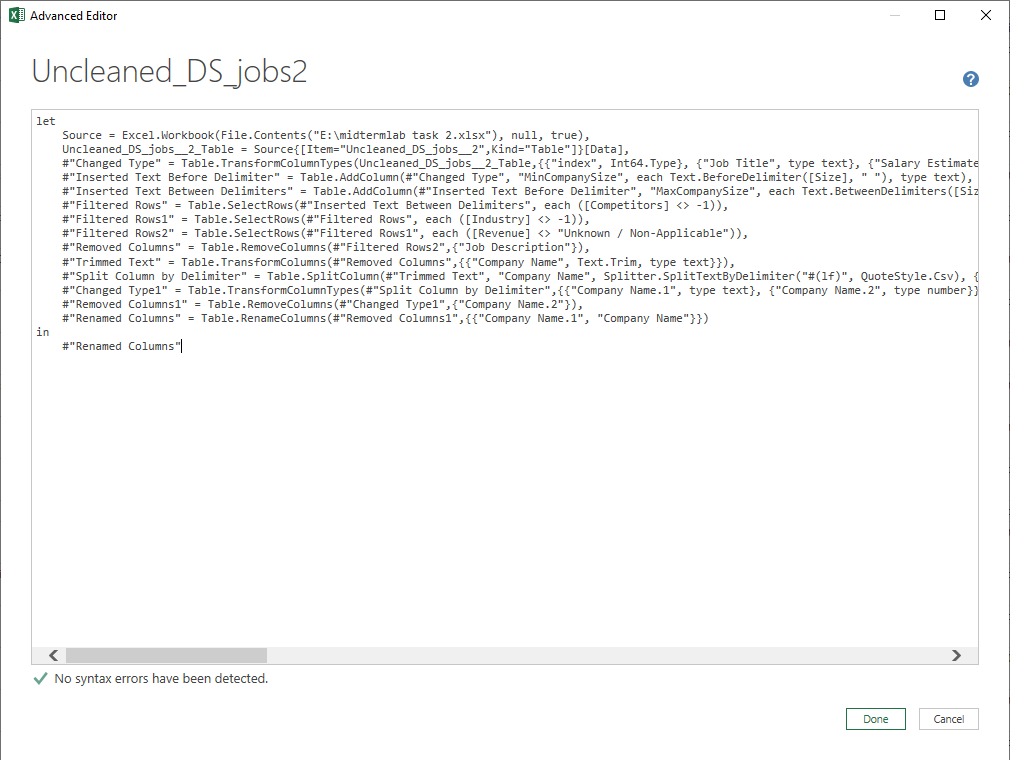 Advanced Editor
Uncleaned_DS_jobs2
let
    Source = Excel.Workbook(File.Contents("E:\midtermlab task 2.xlsx"), null, true),
    Uncleaned_DS_jobs__2_Table = Source{[Item="Uncleaned_DS_jobs__2",Kind="Table"]}[Data],
    #"Changed Type" = Table.TransformColumnTypes(Uncleaned_DS_jobs__2_Table,{{"index", Int64.Type}, {"Job Title", type text}, {"Salary Estimate
    #"Inserted Text Before Delimiter" = Table.AddColumn(#"Changed Type", "MinCompanySize", each Text.BeforeDelimiter([Size], " "), type text),
    #"Inserted Text Between Delimiters" = Table.AddColumn(#"Inserted Text Before Delimiter", "MaxCompanySize", each Text.BetweenDelimiters([Siz
    #"Filtered Rows" = Table.SelectRows(#"Inserted Text Between Delimiters", each ([Competitors] <> -1)),
    #"Filtered Rows1" = Table.SelectRows(#"Filtered Rows", each ([Industry] <> -1)),
    #"Filtered Rows2" = Table.SelectRows(#"Filtered Rows1", each ([Revenue] <> "Unknown / Non-Applicable")),
    #"Removed Columns" = Table.RemoveColumns(#"Filtered Rows2",{"Job Description"}),
    #"Trimmed Text" = Table.TransformColumns(#"Removed Columns",{{"Company Name", Text.Trim, type text}}),
    #"Split Column by Delimiter" = Table.SplitColumn(#"Trimmed Text", "Company Name", Splitter.SplitTextByDelimiter("#(lf)", QuoteStyle.Csv), {
    #"Changed Type1" = Table.TransformColumnTypes(#"Split Column by Delimiter",{{"Company Name.1", type text}, {"Company Name.2", type number}}
    #"Removed Columns1" = Table.RemoveColumns(#"Changed Type1",{"Company Name.2"}),
    #"Renamed Columns" = Table.RenameColumns(#"Removed Columns1",{{"Company Name.1", "Company Name"}})
in
    #"Renamed Columns"
No syntax errors have been detected.
Done
Cancel